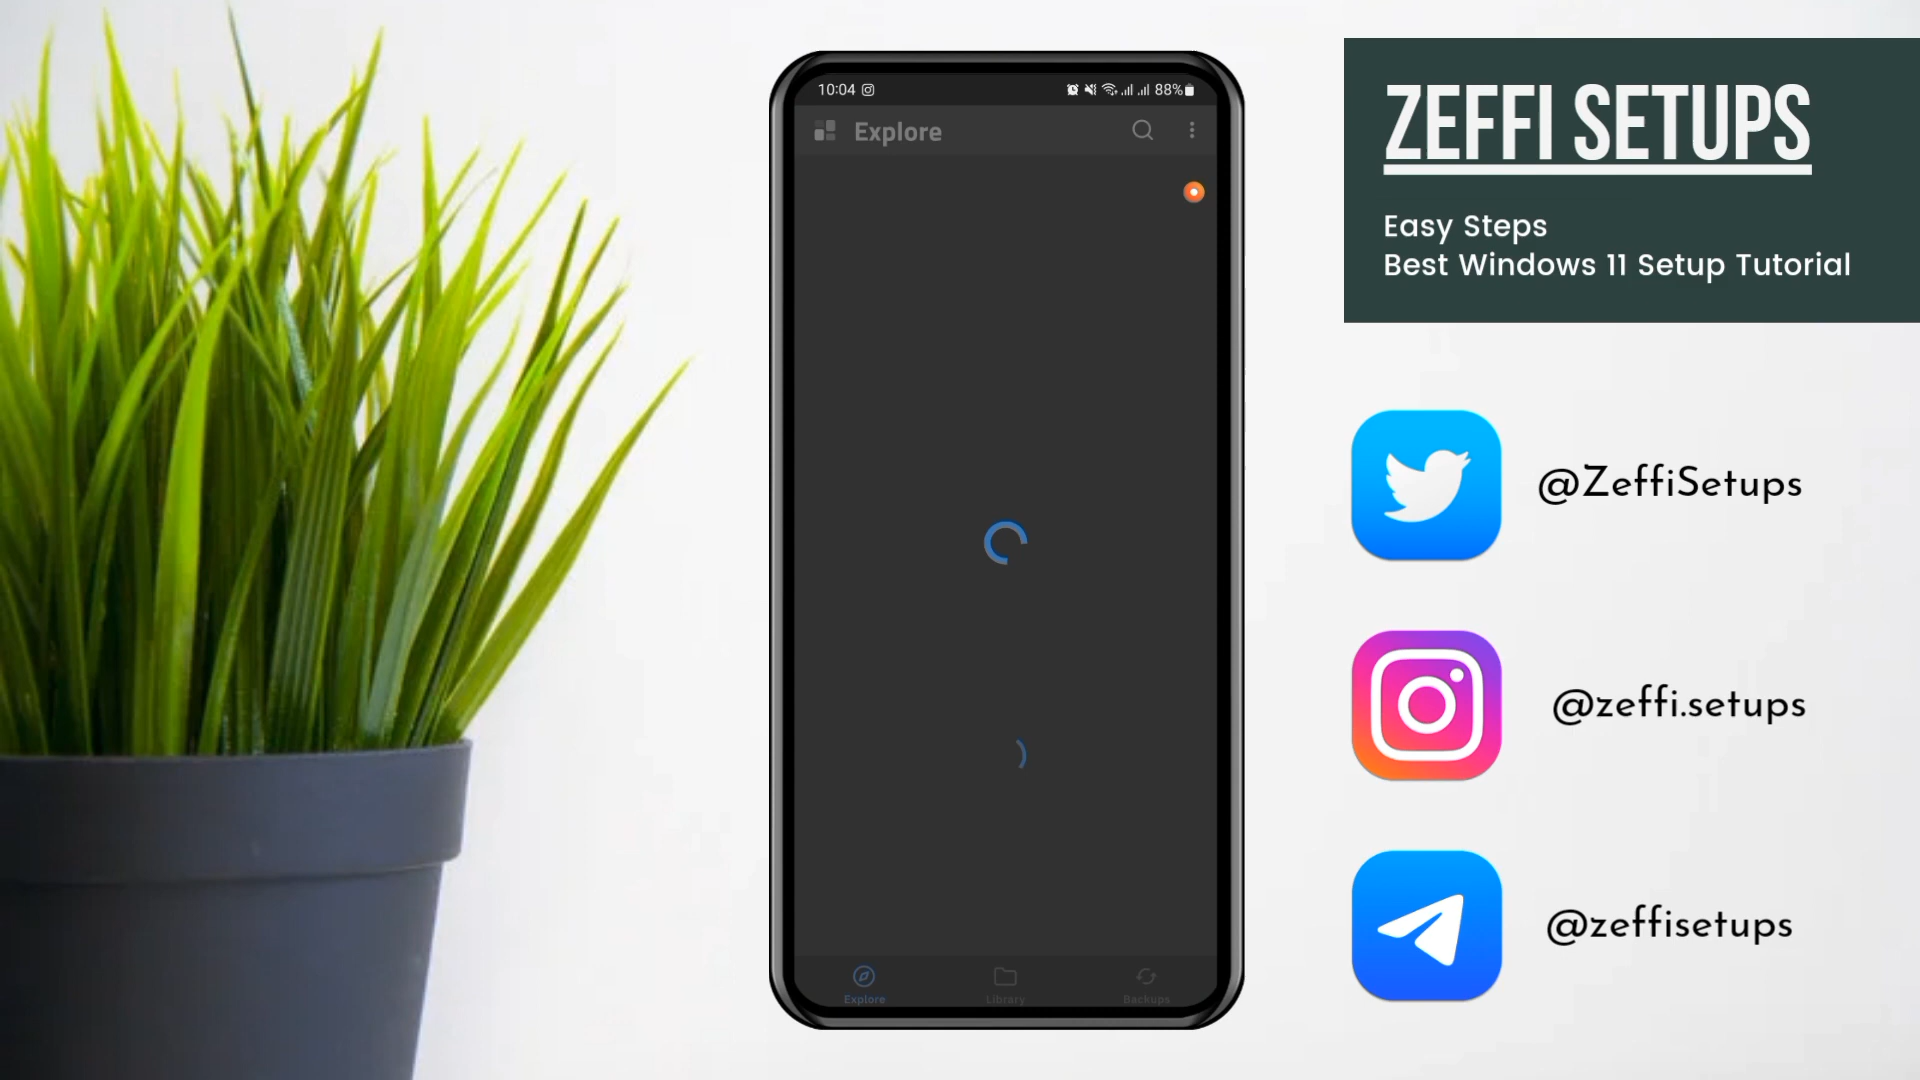 10:04
88%
Explore
Explore
Library
Backups
ZEFFI SETUPS
Easy Steps
Best Windows 11 Setup Tutorial
@ZeffiSetups
@zeffi.setups
@zeffisetups